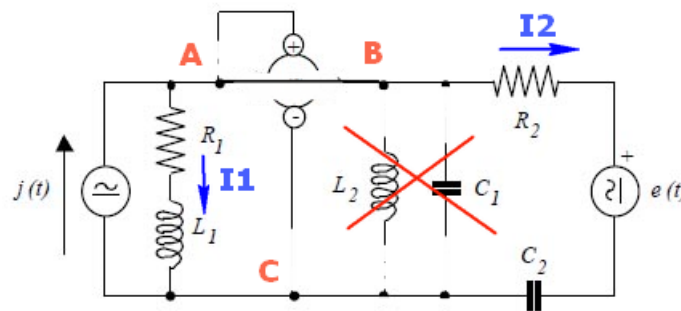 A
+
B
I2
R1
I1
L1
j (t)
-
L2
C1
R2
+
e (t)
C
C2